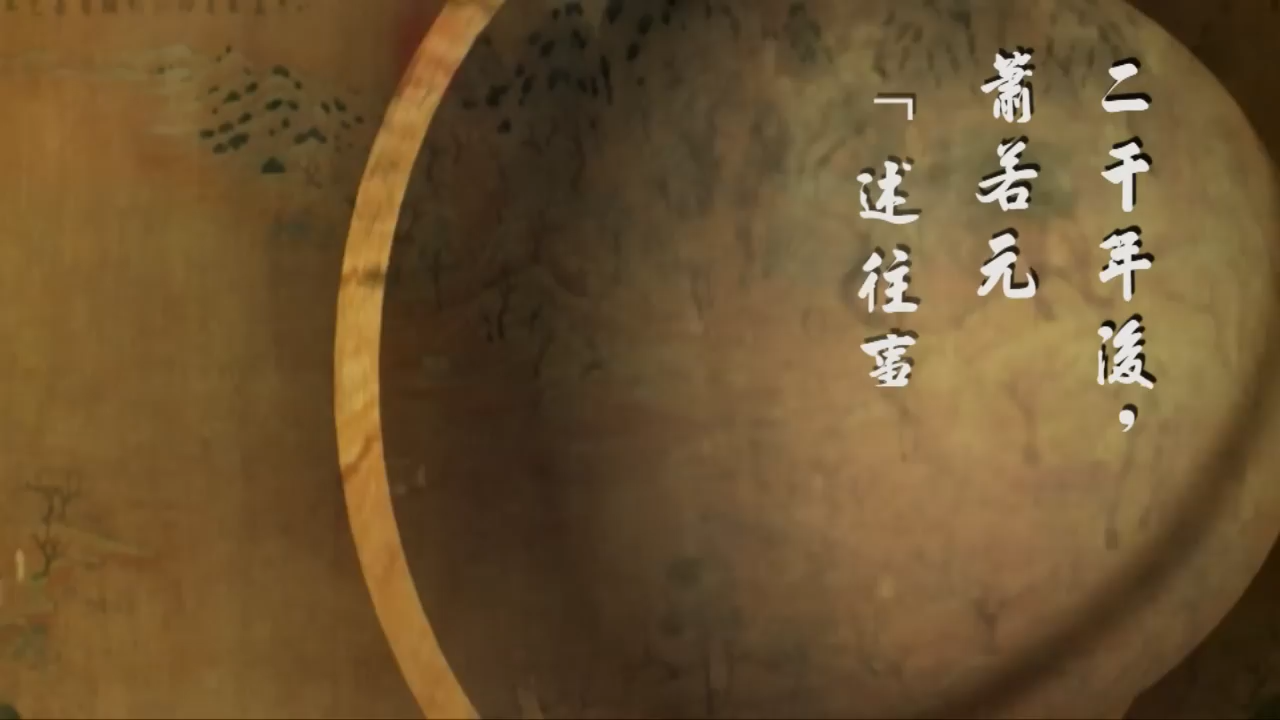 二千年後，
蕭若元
「述往事